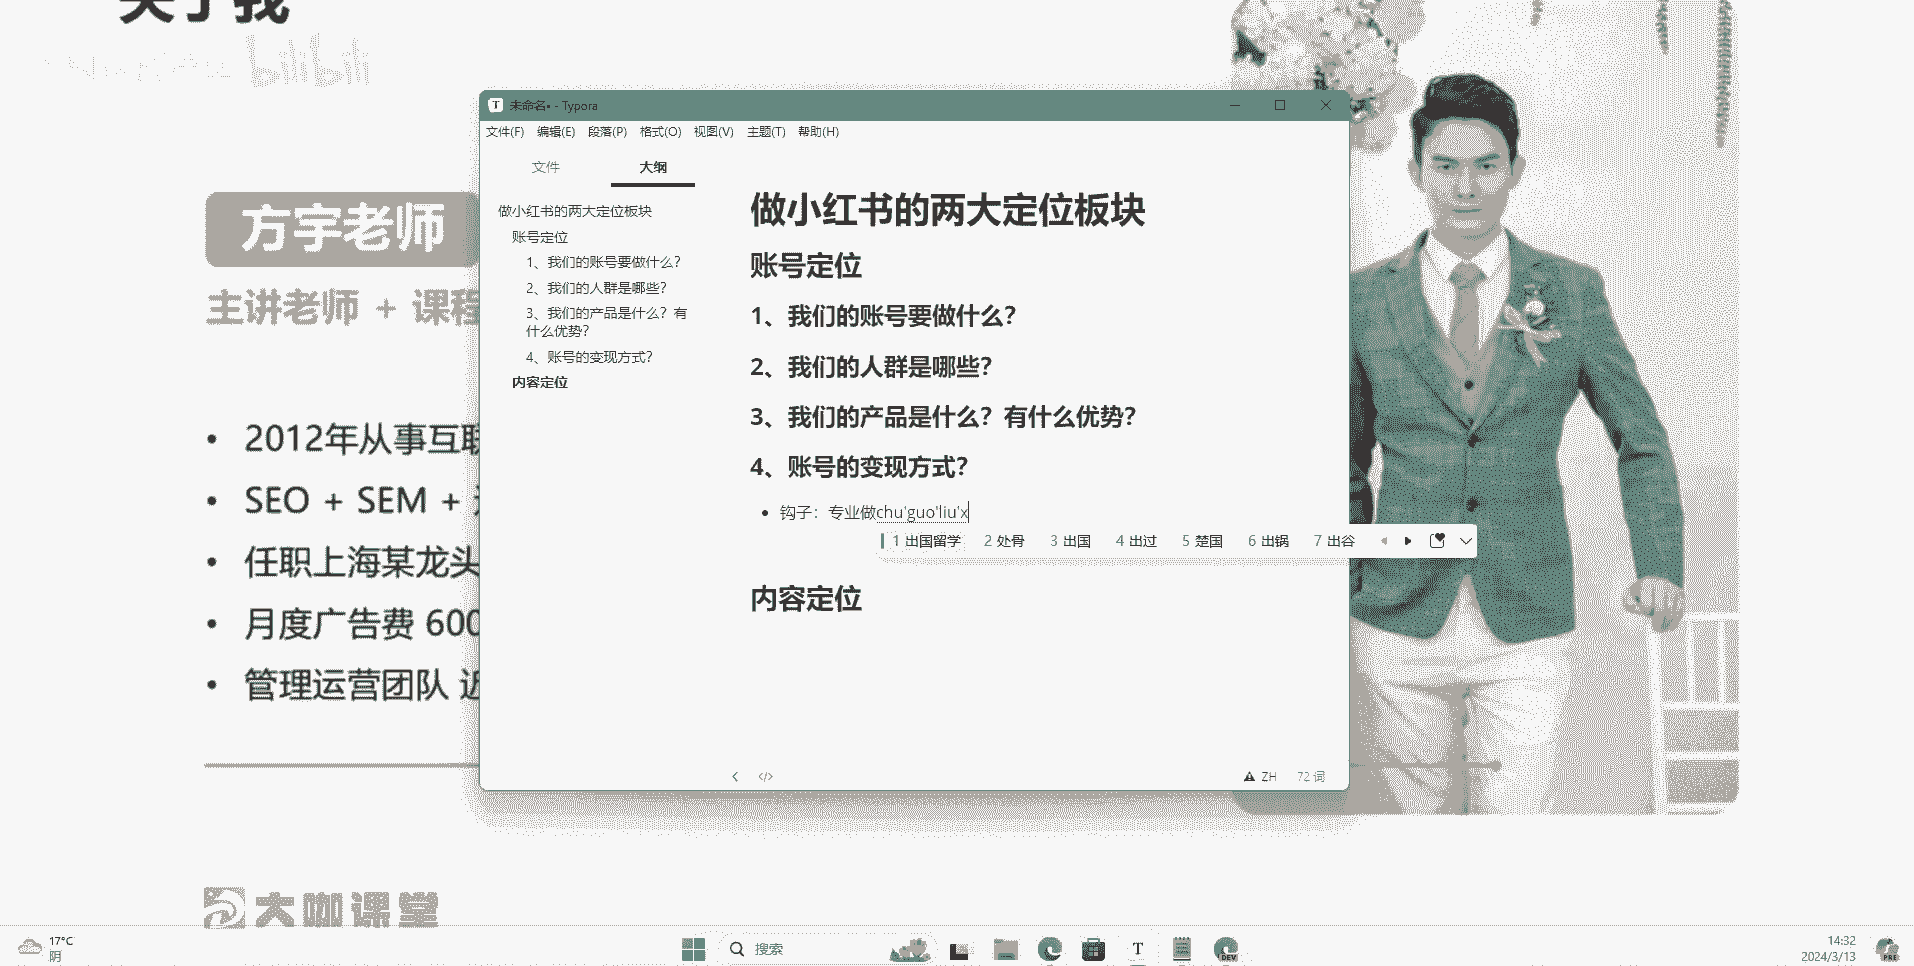 关于我
bilibili
方宇老师
主讲老师 + 课程
2012年从事互联
SEO + SEM +
任职上海某龙头
月度广告费 600
管理运营团队 近
大咖课堂
未命名• - Typora
文件(F) 编辑(E) 段落(P) 格式(O) 视图(V) 主题(T) 帮助(H)
文件 大纲
做小红书的两大定位板块
账号定位
1、我们的账号要做什么？
2、我们的人群是哪些？
3、我们的产品是什么？有
什么优势？
4、账号的变现方式？
内容定位
做小红书的两大定位板块
账号定位
1、我们的账号要做什么？
2、我们的人群是哪些？
3、我们的产品是什么？有什么优势？
4、账号的变现方式？
钩子：专业做chu'guo'liu'x
1 出国留学 2 处骨 3 出国 4 出过 5 楚国 6 出锅 7 出谷
内容定位
ZH 72 词
17°C
阴
搜索
T
DEV
14:32
2024/3/13
PRE